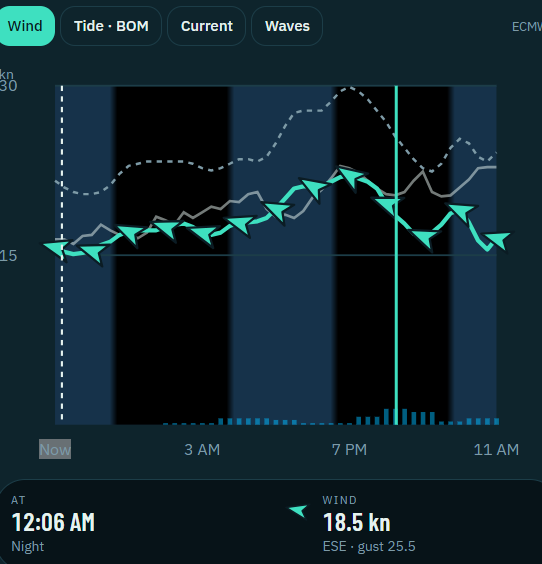 Wind Tide · BOM Current Waves
kn
30
15
Now 3 AM 7 PM 11 AM
AT
12:06 AM
Night
WIND
18.5 kn
ESE · gust 25.5